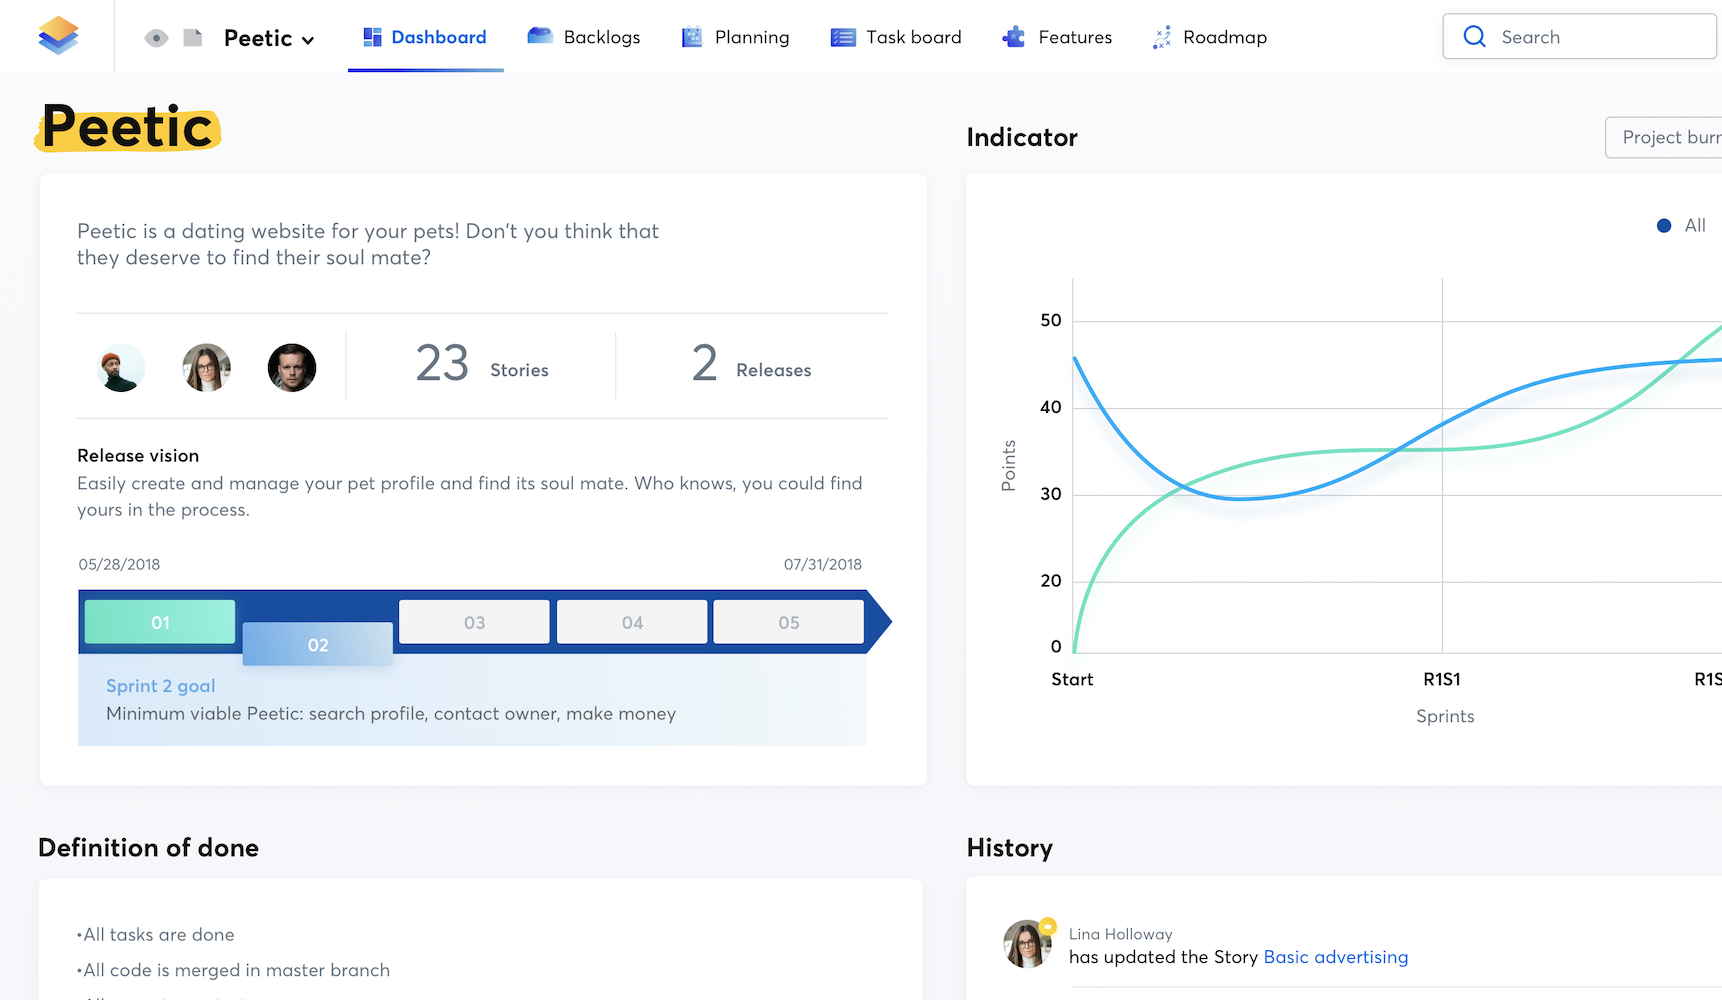 Peetic
Dashboard
Backlogs
Planning
Task board
Features
Roadmap
Search
Peetic
Peetic is a dating website for your pets! Don't you think that
they deserve to find their soul mate?
23 Stories
2 Releases
Release vision
Easily create and manage your pet profile and find its soul mate. Who knows, you could find
yours in the process.
05/28/2018
07/31/2018
01
02
03
04
05
Sprint 2 goal
Minimum viable Peetic: search profile, contact owner, make money
Indicator
Project
All
50
40
30
20
0
Points
Start
R1S1
Sprints
Definition of done
•All tasks are done
•All code is merged in master branch
History
Lina Holloway
has updated the Story Basic advertising